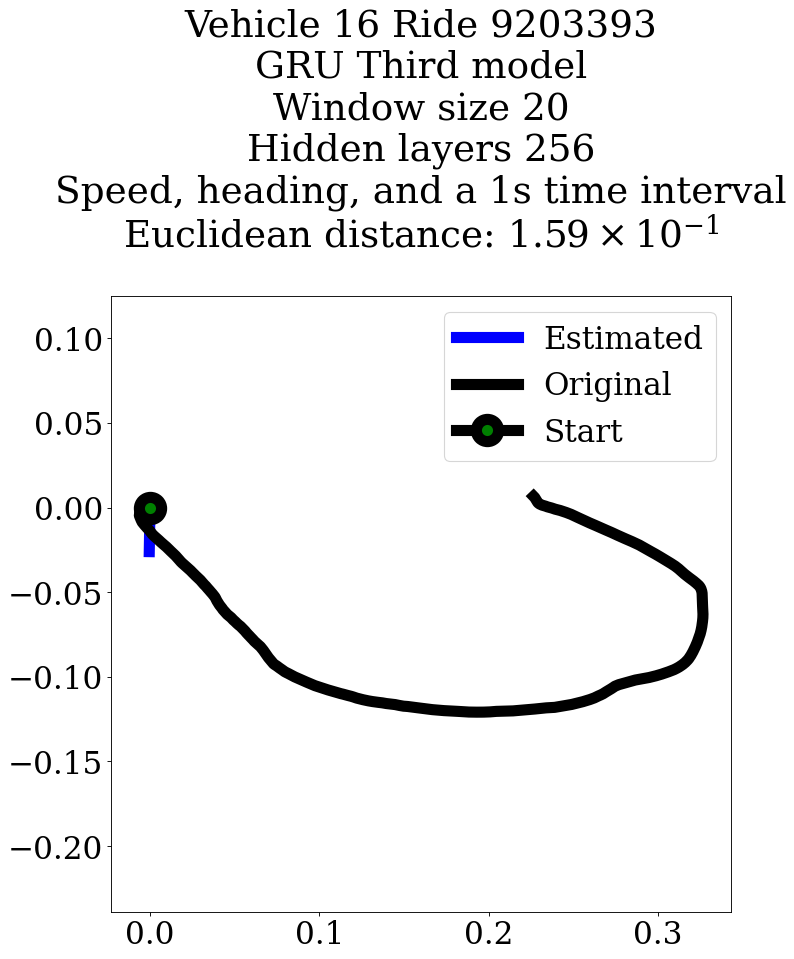 Vehicle 16 Ride 9203393
GRU Third model
Window size 20
Hidden layers 256
Speed, heading, and a 1s time interval
Euclidean distance: 1.59 × 10⁻¹
Estimated
Original
Start
0.10
0.05
0.00
−0.05
−0.10
−0.15
−0.20
0.0 0.1 0.2 0.3